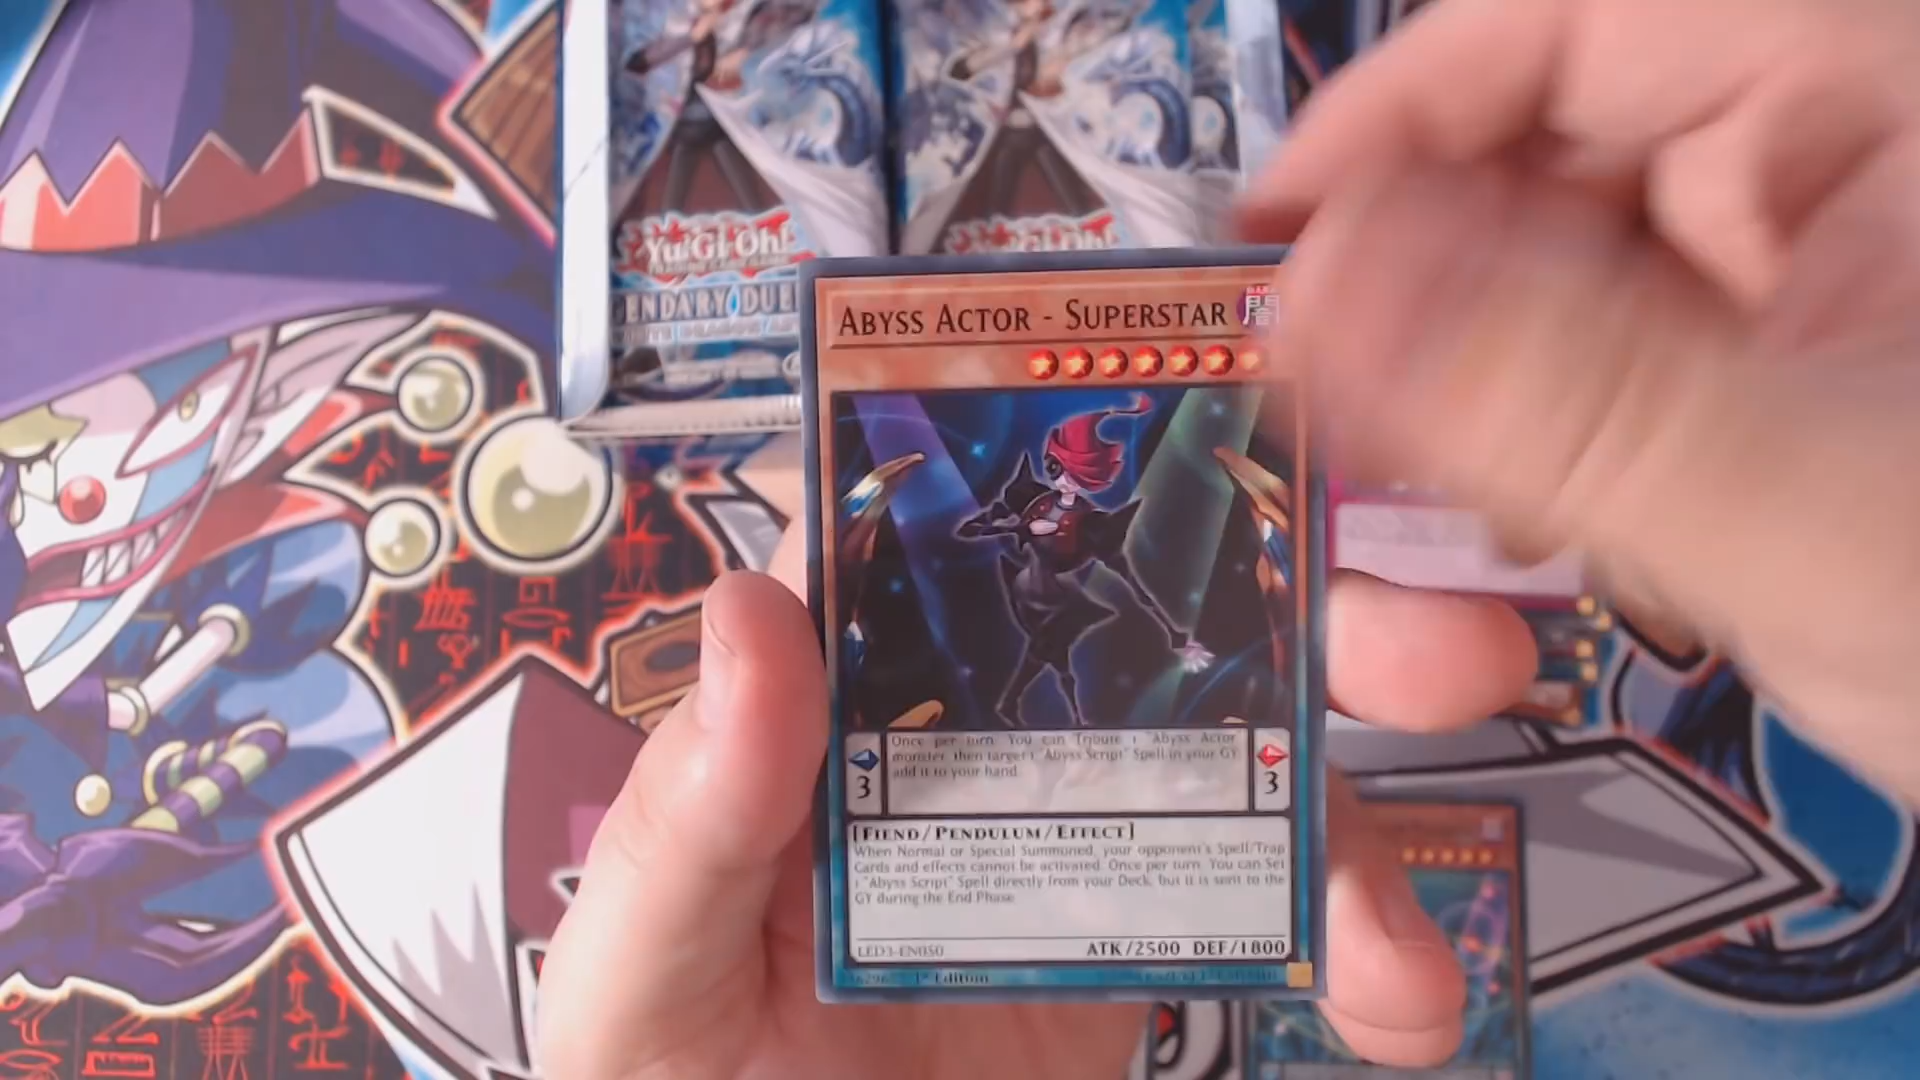 Yu-Gi-Oh!
Yu-Gi-Oh!
ENDARY DUE
ABYSS ACTOR - SUPERSTAR
闇
Once per turn: You can Tribute 1 "Abyss Actor"
monster, then target 1 "Abyss Script" Spell in your GY;
add it to your hand.
3
3
[FIEND/PENDULUM/EFFECT]
When Normal or Special Summoned, your opponent's Spell/Trap
Cards and effects cannot be activated. Once per turn: You can Set
1 "Abyss Script" Spell directly from your Deck, but it is sent to the
GY during the End Phase.
LED3-EN050
ATK/2500 DEF/1800
1st Edition